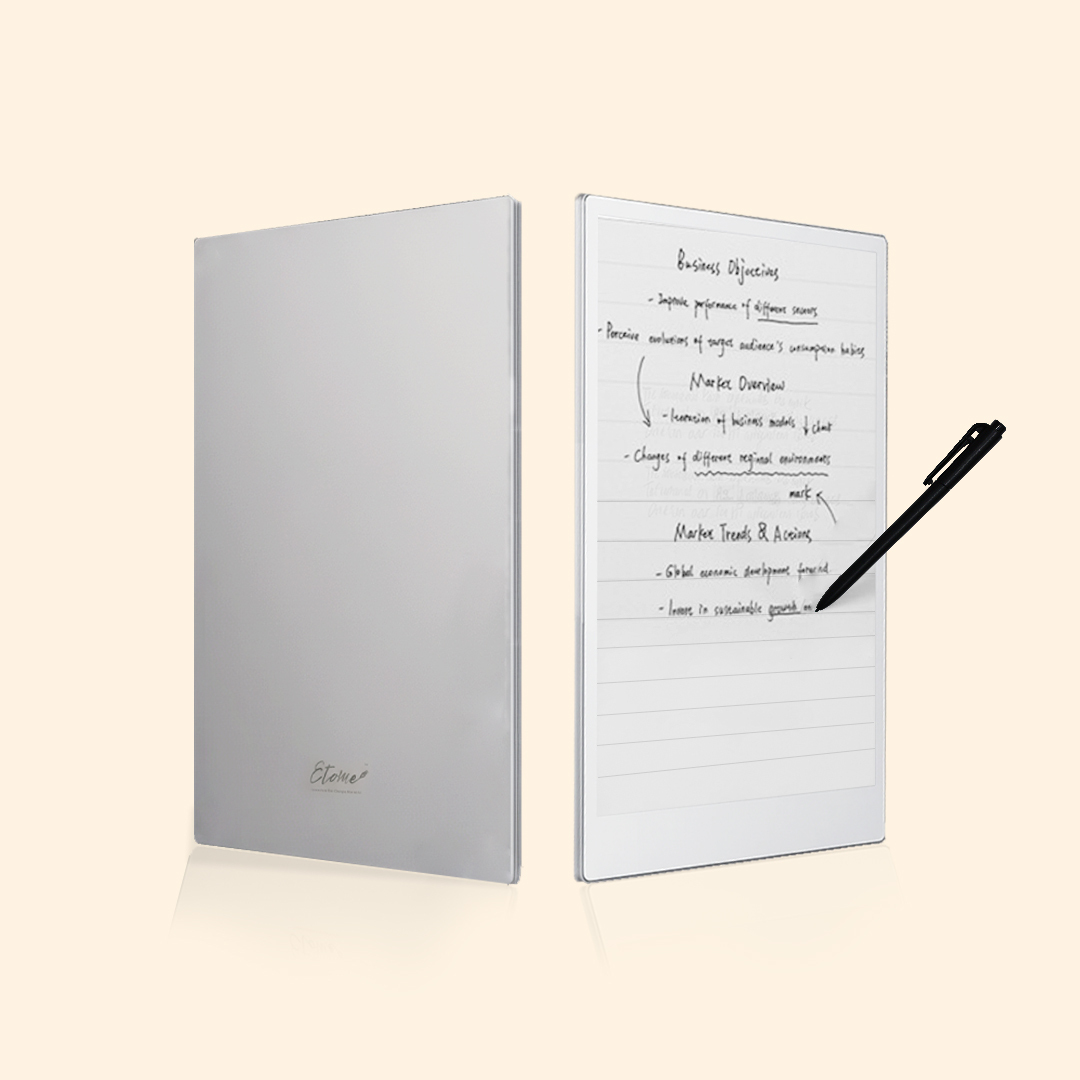 Etome
Business Objectives
- Improve performance of different sectors
- Perceive evolutions of target audience's consumption habits
Market Overview
- Iteration of business models ↓ chart
- Changes of different regional environments
mark
Market Trends & Actions
- Global economic development forecast
- Invest in sustainable growth in